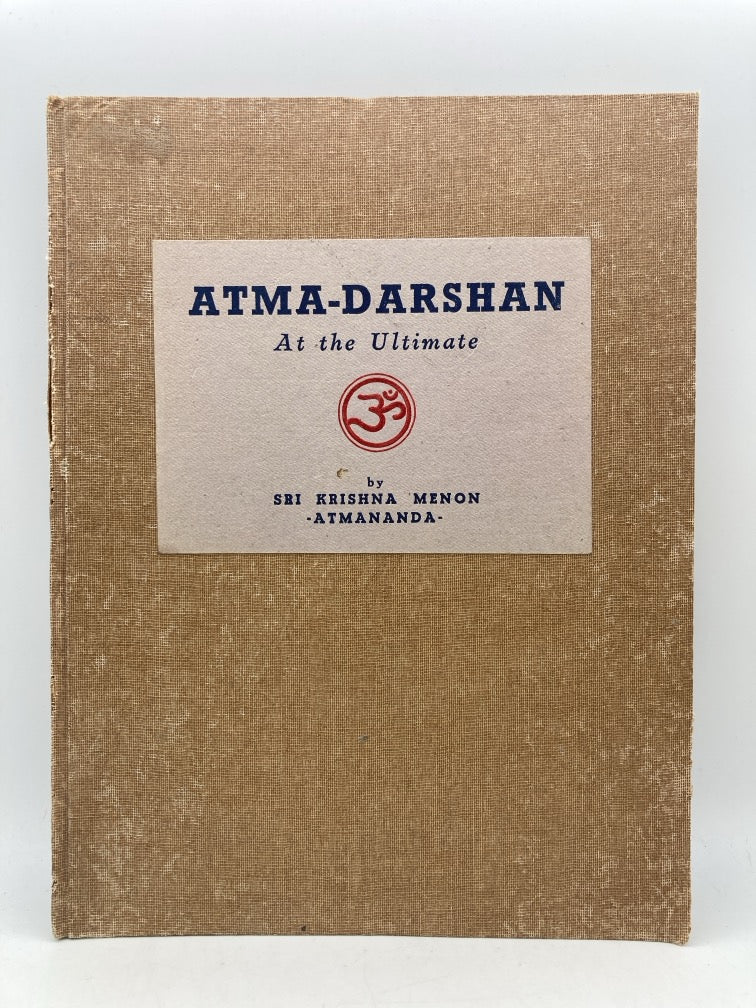 ATMA-DARSHAN
At the Ultimate
ॐ
by
SRI KRISHNA MENON
-ATMANANDA-